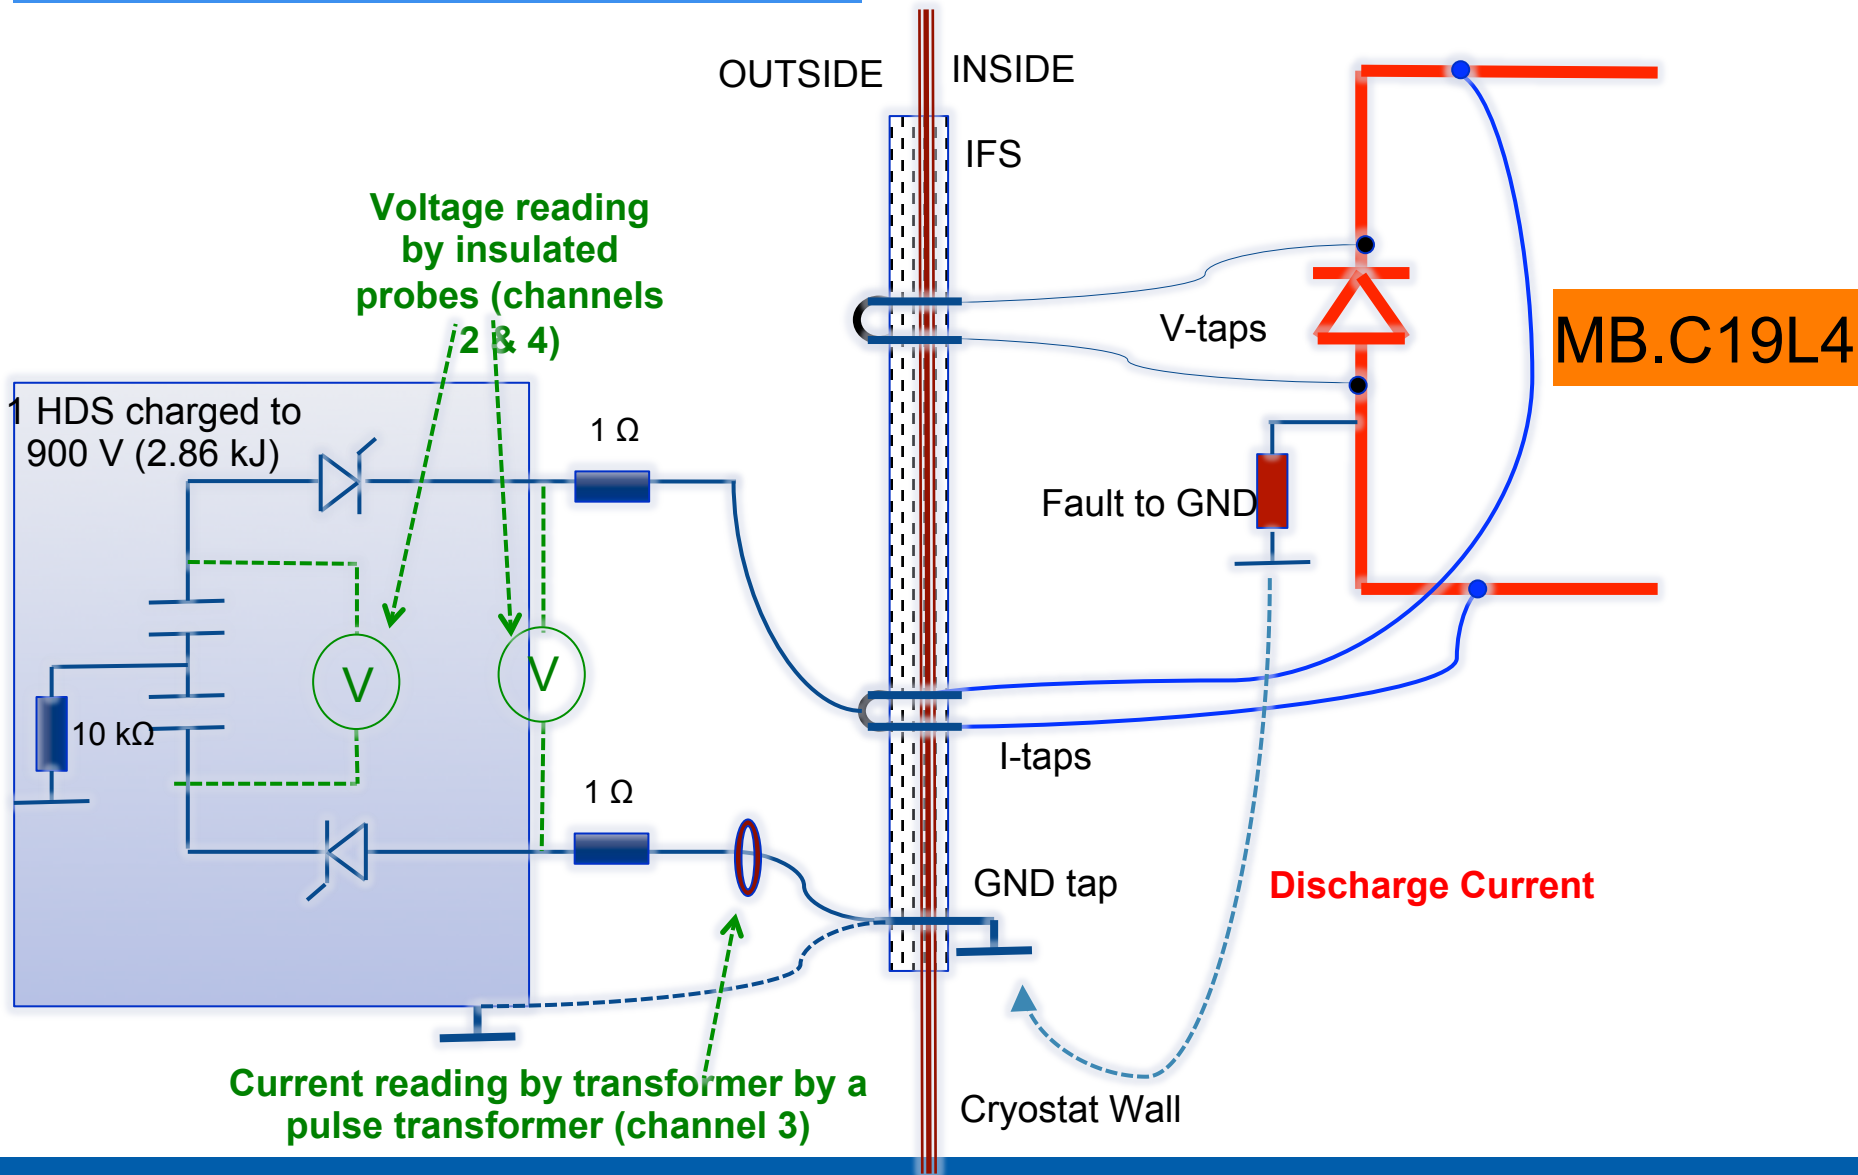 OUTSIDE
INSIDE
IFS
Voltage reading
by insulated
probes (channels
2 & 4)
V-taps
MB.C19L4
1 HDS charged to
900 V (2.86 kJ)
1 Ω
Fault to GND
V
V
10 kΩ
I-taps
1 Ω
GND tap
Discharge Current
Current reading by transformer by a
pulse transformer (channel 3)
Cryostat Wall